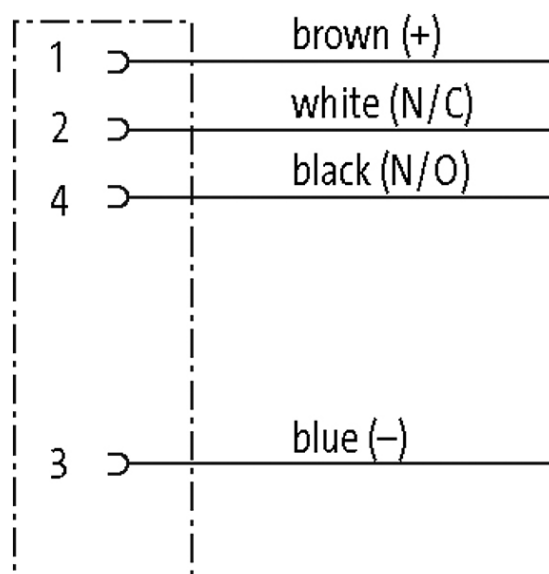 1 brown (+)
2 white (N/C)
4 black (N/O)
3 blue (–)